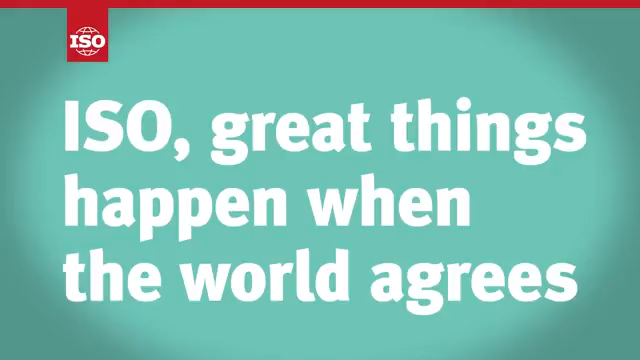 ISO
ISO, great things
happen when
the world agrees